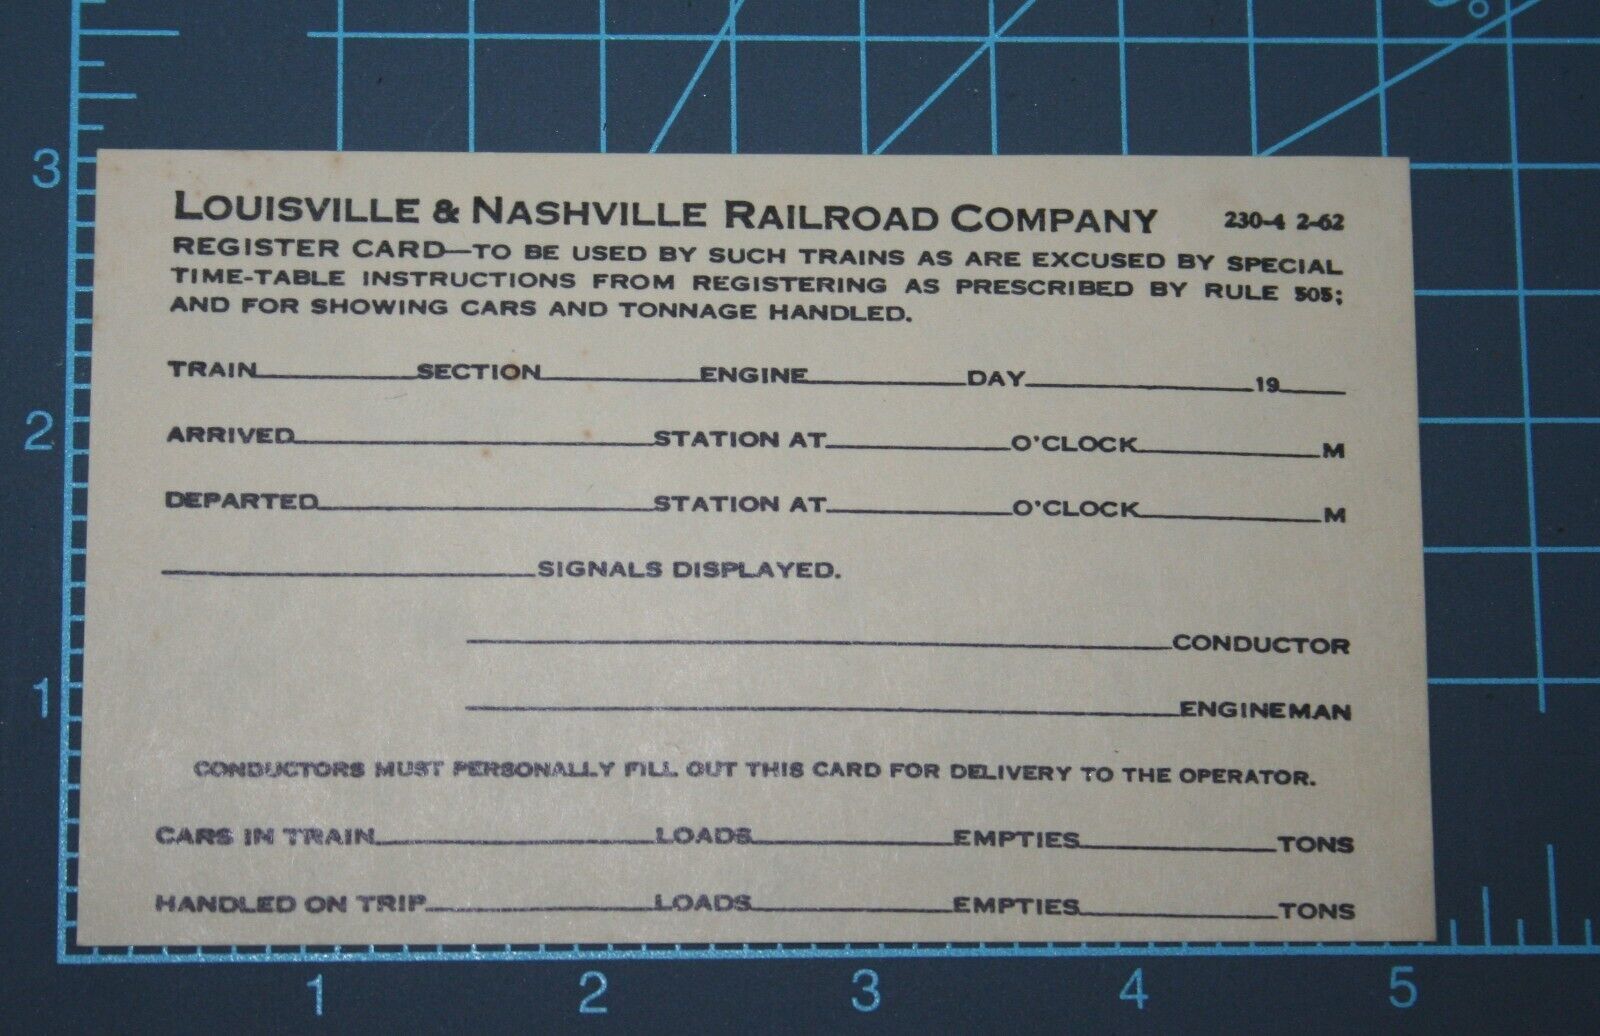 LOUISVILLE & NASHVILLE RAILROAD COMPANY 230-4 2-62
REGISTER CARD—TO BE USED BY SUCH TRAINS AS ARE EXCUSED BY SPECIAL
TIME-TABLE INSTRUCTIONS FROM REGISTERING AS PRESCRIBED BY RULE 505;
AND FOR SHOWING CARS AND TONNAGE HANDLED.
TRAIN SECTION ENGINE DAY 19
ARRIVED STATION AT O'CLOCK M
DEPARTED STATION AT O'CLOCK M
SIGNALS DISPLAYED.
CONDUCTOR
ENGINEMAN
CONDUCTORS MUST PERSONALLY FILL OUT THIS CARD FOR DELIVERY TO THE OPERATOR.
CARS IN TRAIN LOADS EMPTIES TONS
HANDLED ON TRIP LOADS EMPTIES TONS
3
2
1
1 2 3 4 5